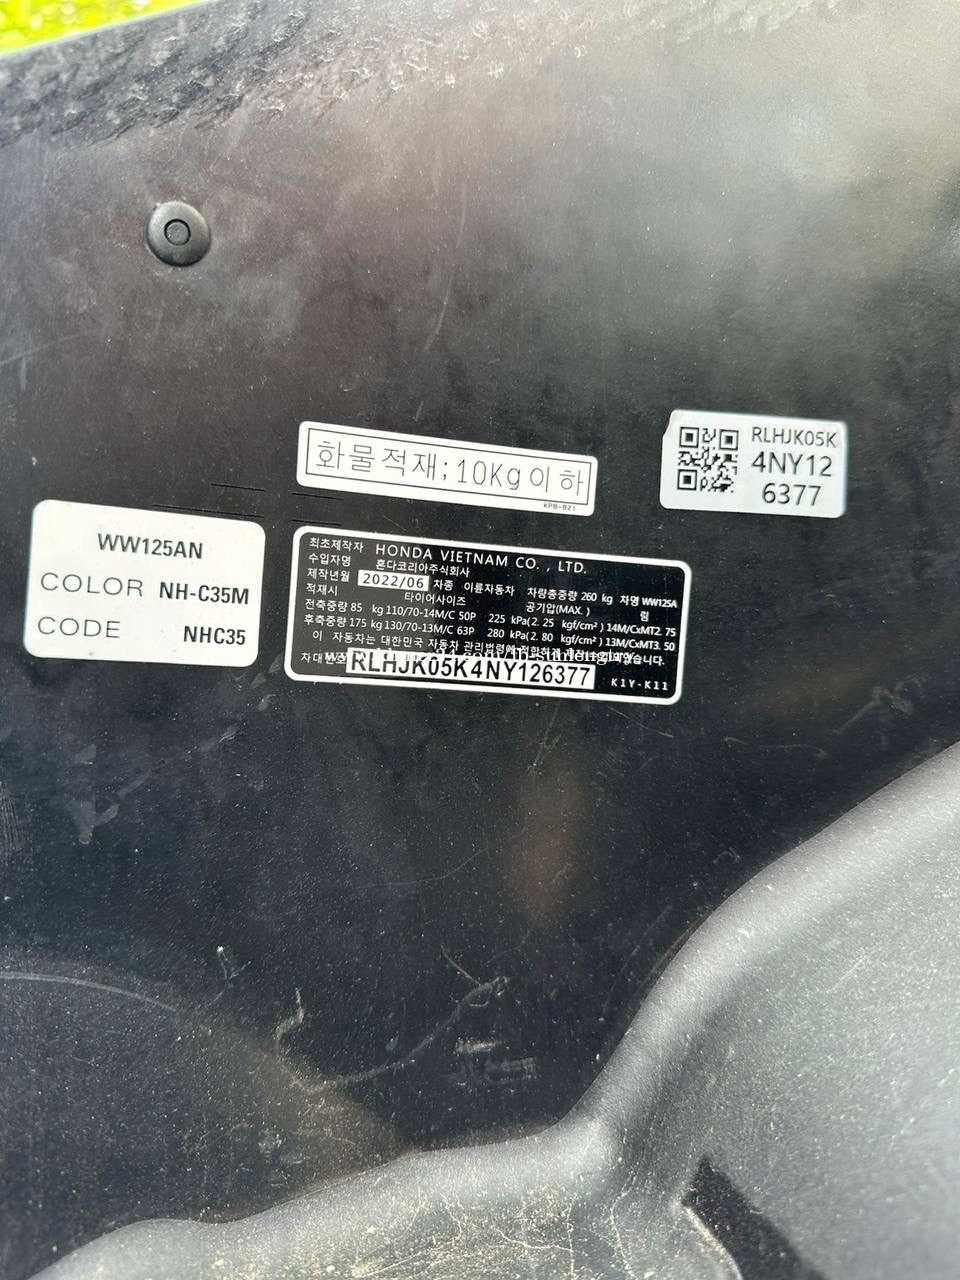 화물적재;10Kg이하
KPB-B21
RLHJK05K
4NY12
6377
WW125AN
COLOR NH-C35M
CODE NHC35
최초제작자 HONDA VIETNAM CO. , LTD.
수입자명 혼다코리아주식회사
제작년월 2022/06 차종 이륜자동차 차량총중량 260 kg 차명 WW125A
적재시 타이어사이즈 공기압(MAX.) 림
전축중량 85 kg 110/70-14M/C 50P 225 kPa(2. 25 kgf/cm²) 14M/CxMT2. 75
후축중량 175 kg 130/70-13M/C 63P 280 kPa(2. 80 kgf/cm²) 13M/CxMT3. 50
이 자동차는 대한민국 자동차 관리법령에 적합하게
차대번호 RLHJK05K4NY126377 K1Y-K11